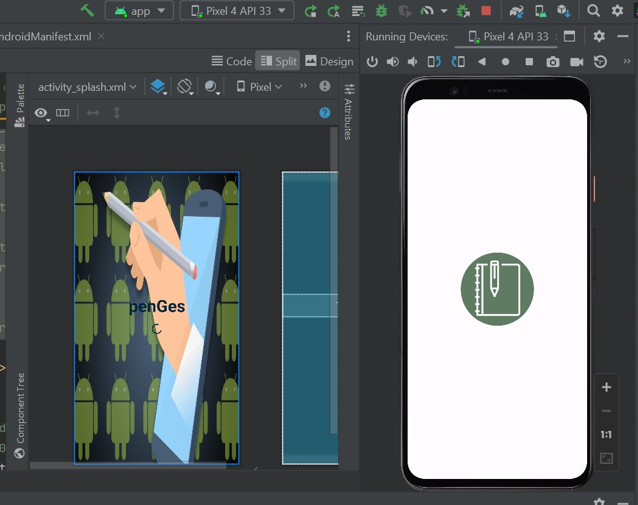 app
Pixel 4 API 33
ndroidManifest.xml
Running Devices:
Pixel 4 API 33
Code
Split
Design
Palette
activity_splash.xml
Pixel
Attributes
penGes
Component Tree
1:1